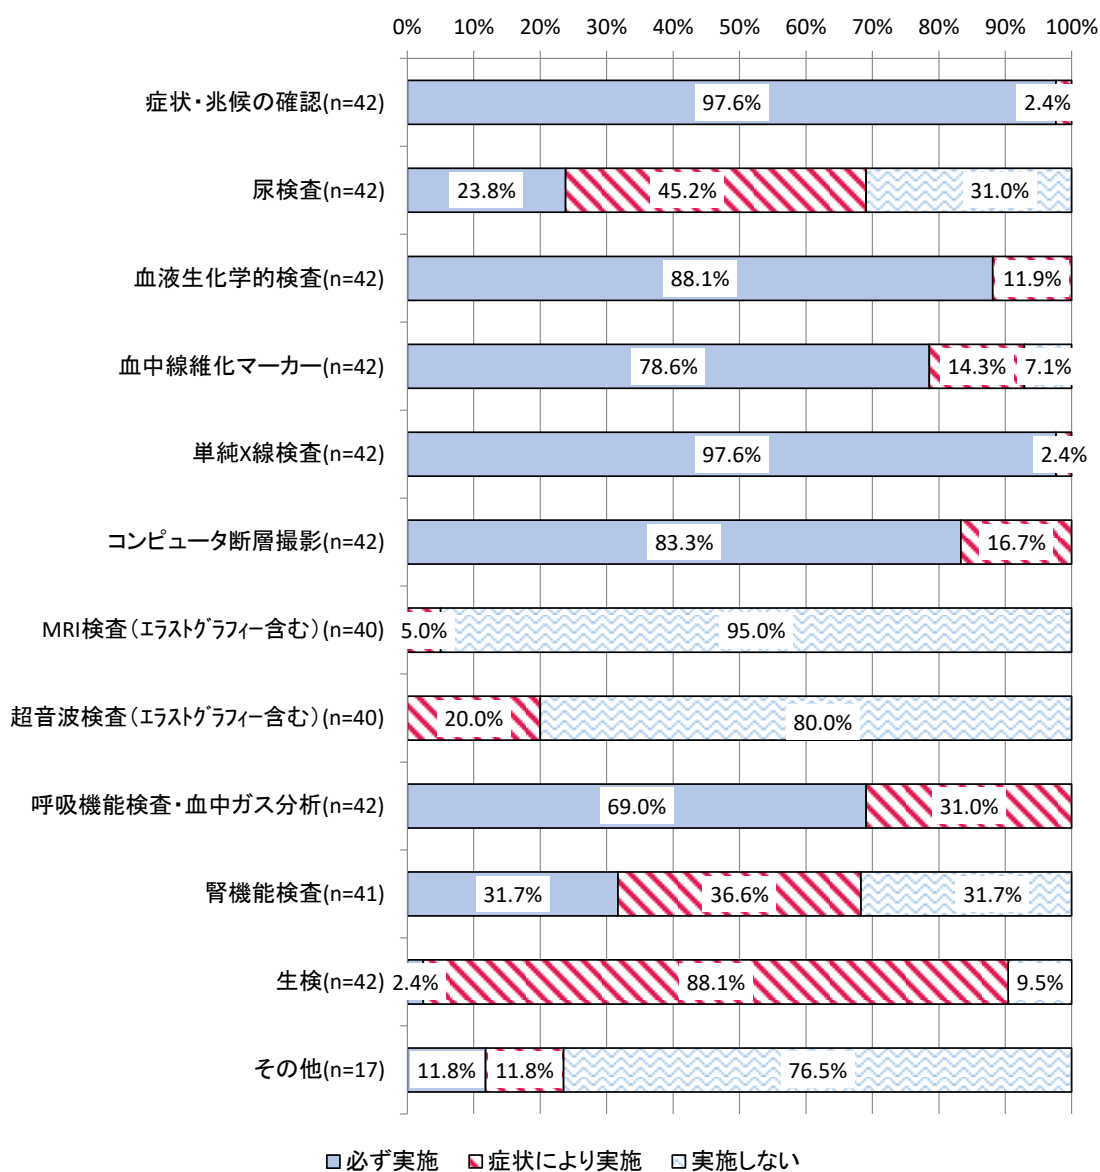 0% 10% 20% 30% 40% 50% 60% 70% 80% 90% 100%
症状・兆候の確認(n=42) 97.6% 2.4%
尿検査(n=42) 23.8% 45.2% 31.0%
血液生化学的検査(n=42) 88.1% 11.9%
血中線維化マーカー(n=42) 78.6% 14.3% 7.1%
単純X線検査(n=42) 97.6% 2.4%
コンピュータ断層撮影(n=42) 83.3% 16.7%
MRI検査(ｴﾗｽﾄｸﾞﾗﾌｨｰ含む)(n=40) 5.0% 95.0%
超音波検査(ｴﾗｽﾄｸﾞﾗﾌｨｰ含む)(n=40) 20.0% 80.0%
呼吸機能検査・血中ガス分析(n=42) 69.0% 31.0%
腎機能検査(n=41) 31.7% 36.6% 31.7%
生検(n=42) 2.4% 88.1% 9.5%
その他(n=17) 11.8% 11.8% 76.5%
必ず実施 症状により実施 実施しない